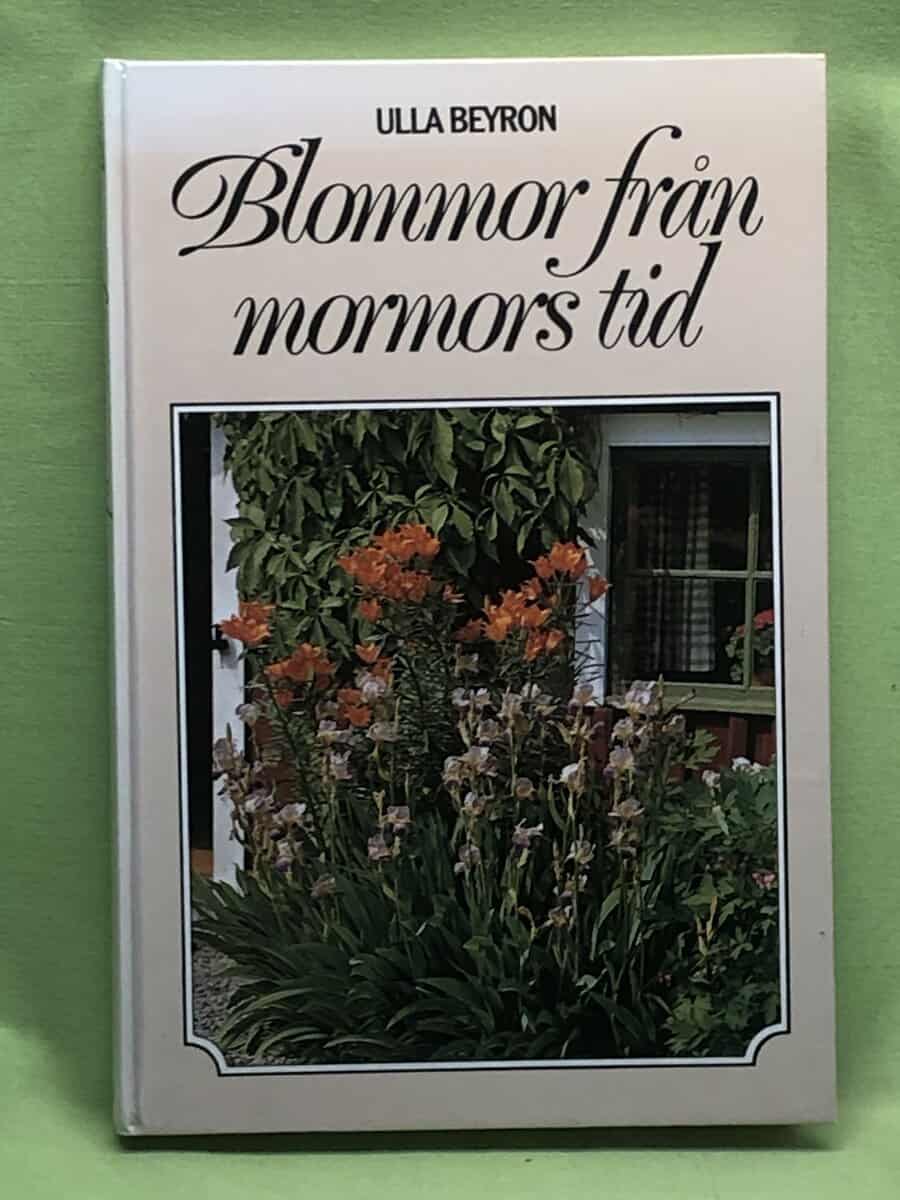 ULLA BEYRON
Blommor från
mormors tid